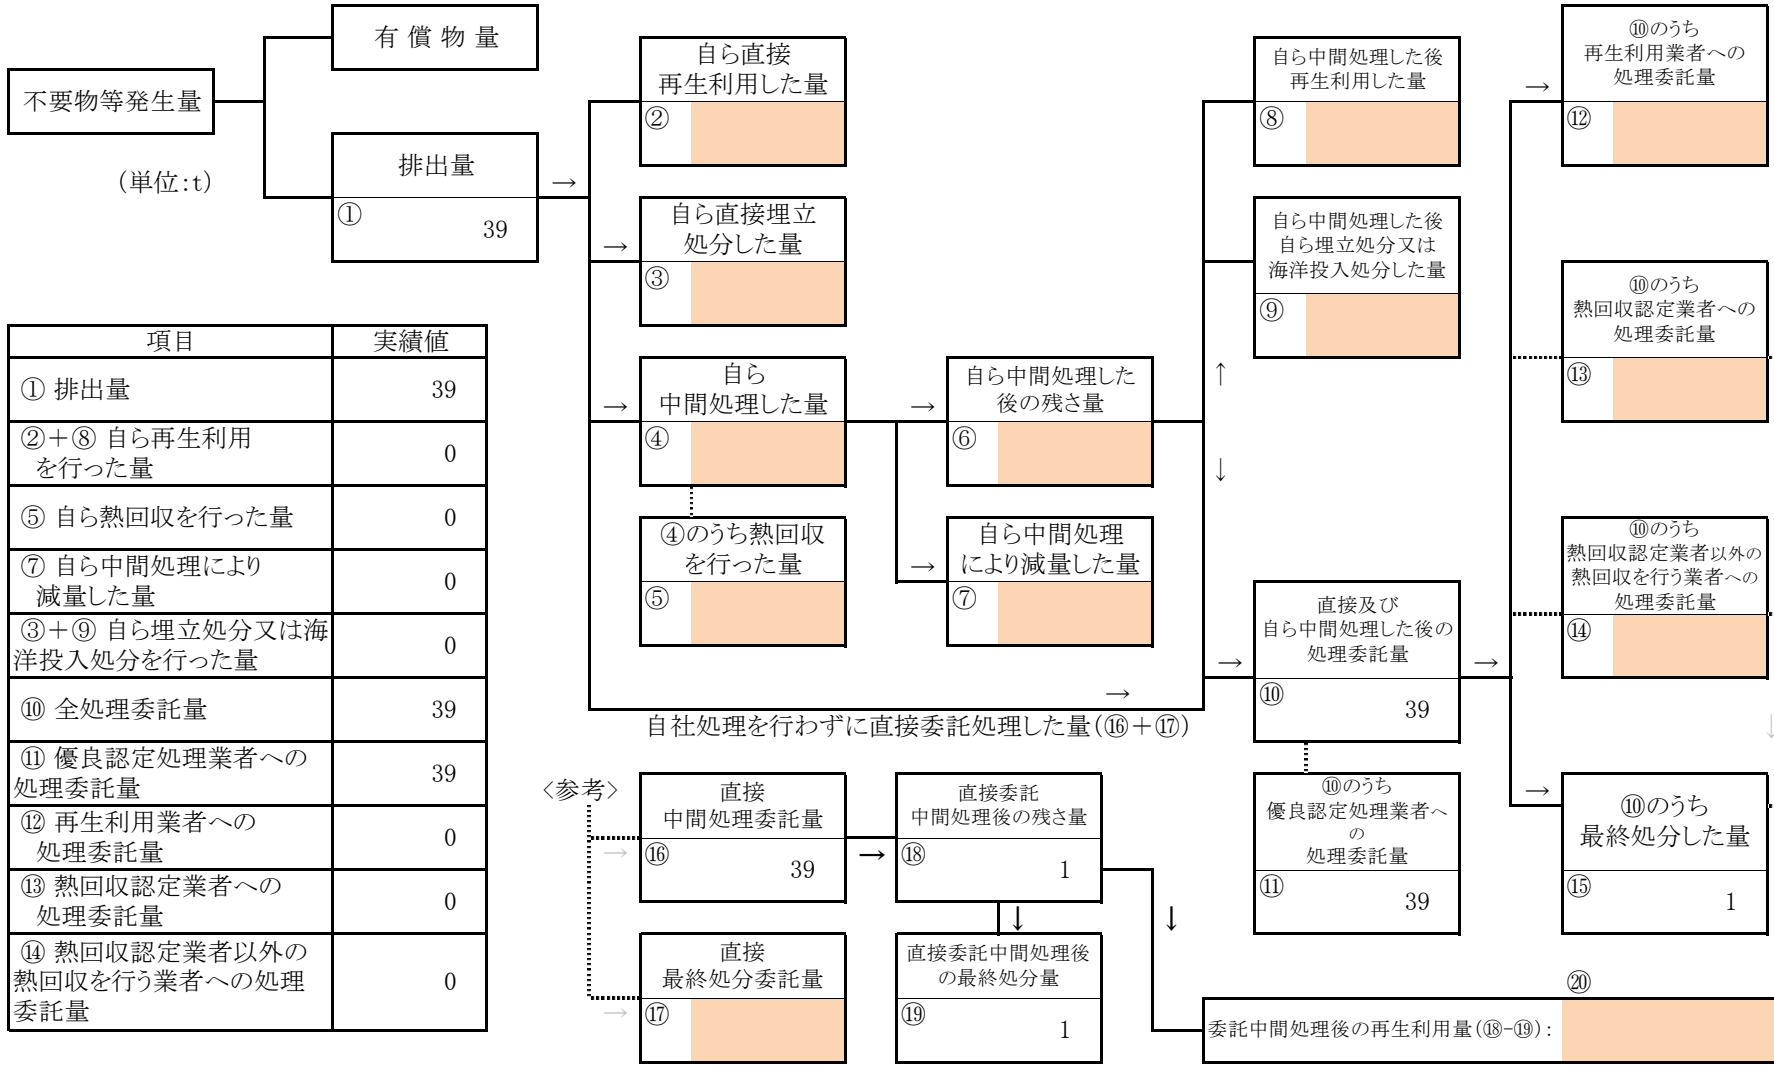 有 償 物 量
不要物等発生量
(単位:t)
排出量
①
39
→
自ら直接
再生利用した量
②
→
自ら直接埋立
処分した量
③
→
自ら
中間処理した量
④
④のうち熱回収
を行った量
⑤
→
自ら中間処理した
後の残さ量
⑥
→
自ら中間処理
により減量した量
⑦
↑
↓
自ら中間処理した後
再生利用した量
⑧
自ら中間処理した後
自ら埋立処分又は
海洋投入処分した量
⑨
→
自社処理を行わずに直接委託処理した量(⑯+⑰)
→
直接及び
自ら中間処理した後の
処理委託量
⑩
39
⑩のうち
優良認定処理業者へ
の
処理委託量
⑪
39
→
→
⑩のうち
再生利用業者への
処理委託量
⑫
⑩のうち
熱回収認定業者への
処理委託量
⑬
⑩のうち
熱回収認定業者以外の
熱回収を行う業者への
処理委託量
⑭
↓
→
⑩のうち
最終処分した量
⑮
1
項目 実績値
① 排出量 39
②+⑧ 自ら再生利用
を行った量 0
⑤ 自ら熱回収を行った量 0
⑦ 自ら中間処理により
減量した量 0
③+⑨ 自ら埋立処分又は海
洋投入処分を行った量 0
⑩ 全処理委託量 39
⑪ 優良認定処理業者への
処理委託量 39
⑫ 再生利用業者への
処理委託量 0
⑬ 熱回収認定業者への
処理委託量 0
⑭ 熱回収認定業者以外の
熱回収を行う業者への処理
委託量 0
<参考>
→
直接
中間処理委託量
⑯
39
→
直接委託
中間処理後の残さ量
⑱
1
↓
↓
→
直接
最終処分委託量
⑰
直接委託中間処理後
の最終処分量
⑲
1
⑳
委託中間処理後の再生利用量(⑱-⑲):